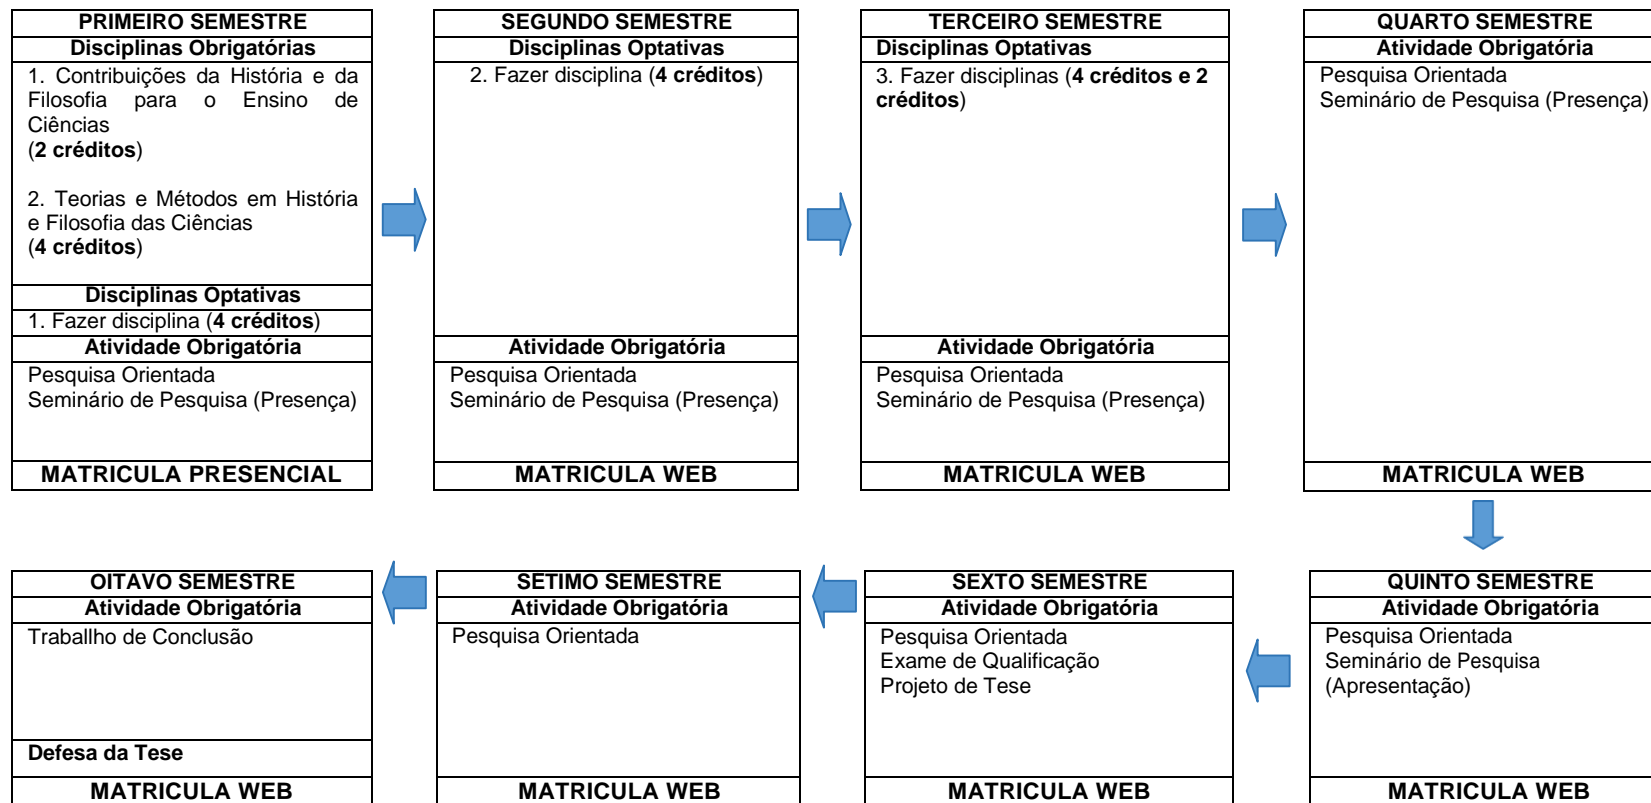 PRIMEIRO SEMESTRE
Disciplinas Obrigatórias
1. Contribuições da História e da
Filosofia para o Ensino de
Ciências
(2 créditos)
2. Teorias e Métodos em História
e Filosofia das Ciências
(4 créditos)
Disciplinas Optativas
1. Fazer disciplina (4 créditos)
Atividade Obrigatória
Pesquisa Orientada
Seminário de Pesquisa (Presença)
MATRICULA PRESENCIAL
SEGUNDO SEMESTRE
Disciplinas Optativas
2. Fazer disciplina (4 créditos)
Atividade Obrigatória
Pesquisa Orientada
Seminário de Pesquisa (Presença)
MATRICULA WEB
TERCEIRO SEMESTRE
Disciplinas Optativas
3. Fazer disciplinas (4 créditos e 2
créditos)
Atividade Obrigatória
Pesquisa Orientada
Seminário de Pesquisa (Presença)
MATRICULA WEB
QUARTO SEMESTRE
Atividade Obrigatória
Pesquisa Orientada
Seminário de Pesquisa (Presença)
MATRICULA WEB
QUINTO SEMESTRE
Atividade Obrigatória
Pesquisa Orientada
Seminário de Pesquisa
(Apresentação)
MATRICULA WEB
SEXTO SEMESTRE
Atividade Obrigatória
Pesquisa Orientada
Exame de Qualificação
Projeto de Tese
MATRICULA WEB
SETIMO SEMESTRE
Atividade Obrigatória
Pesquisa Orientada
MATRICULA WEB
OITAVO SEMESTRE
Atividade Obrigatória
Traballho de Conclusão
Defesa da Tese
MATRICULA WEB